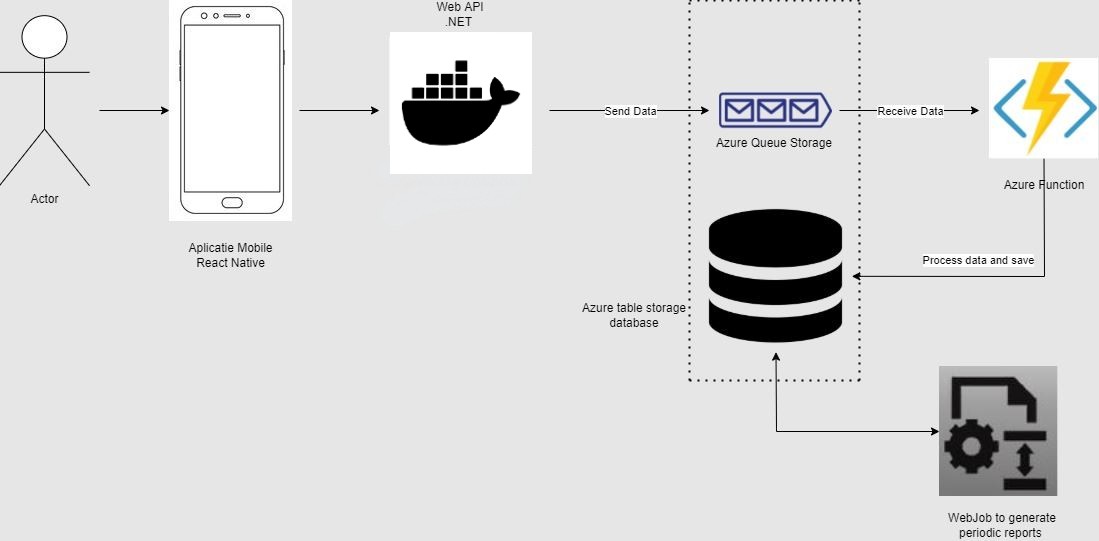 Web API
.NET
Send Data
Receive Data
Azure Queue Storage
Azure Function
Actor
Aplicatie Mobile
React Native
Process data and save
Azure table storage
database
WebJob to generate
periodic reports